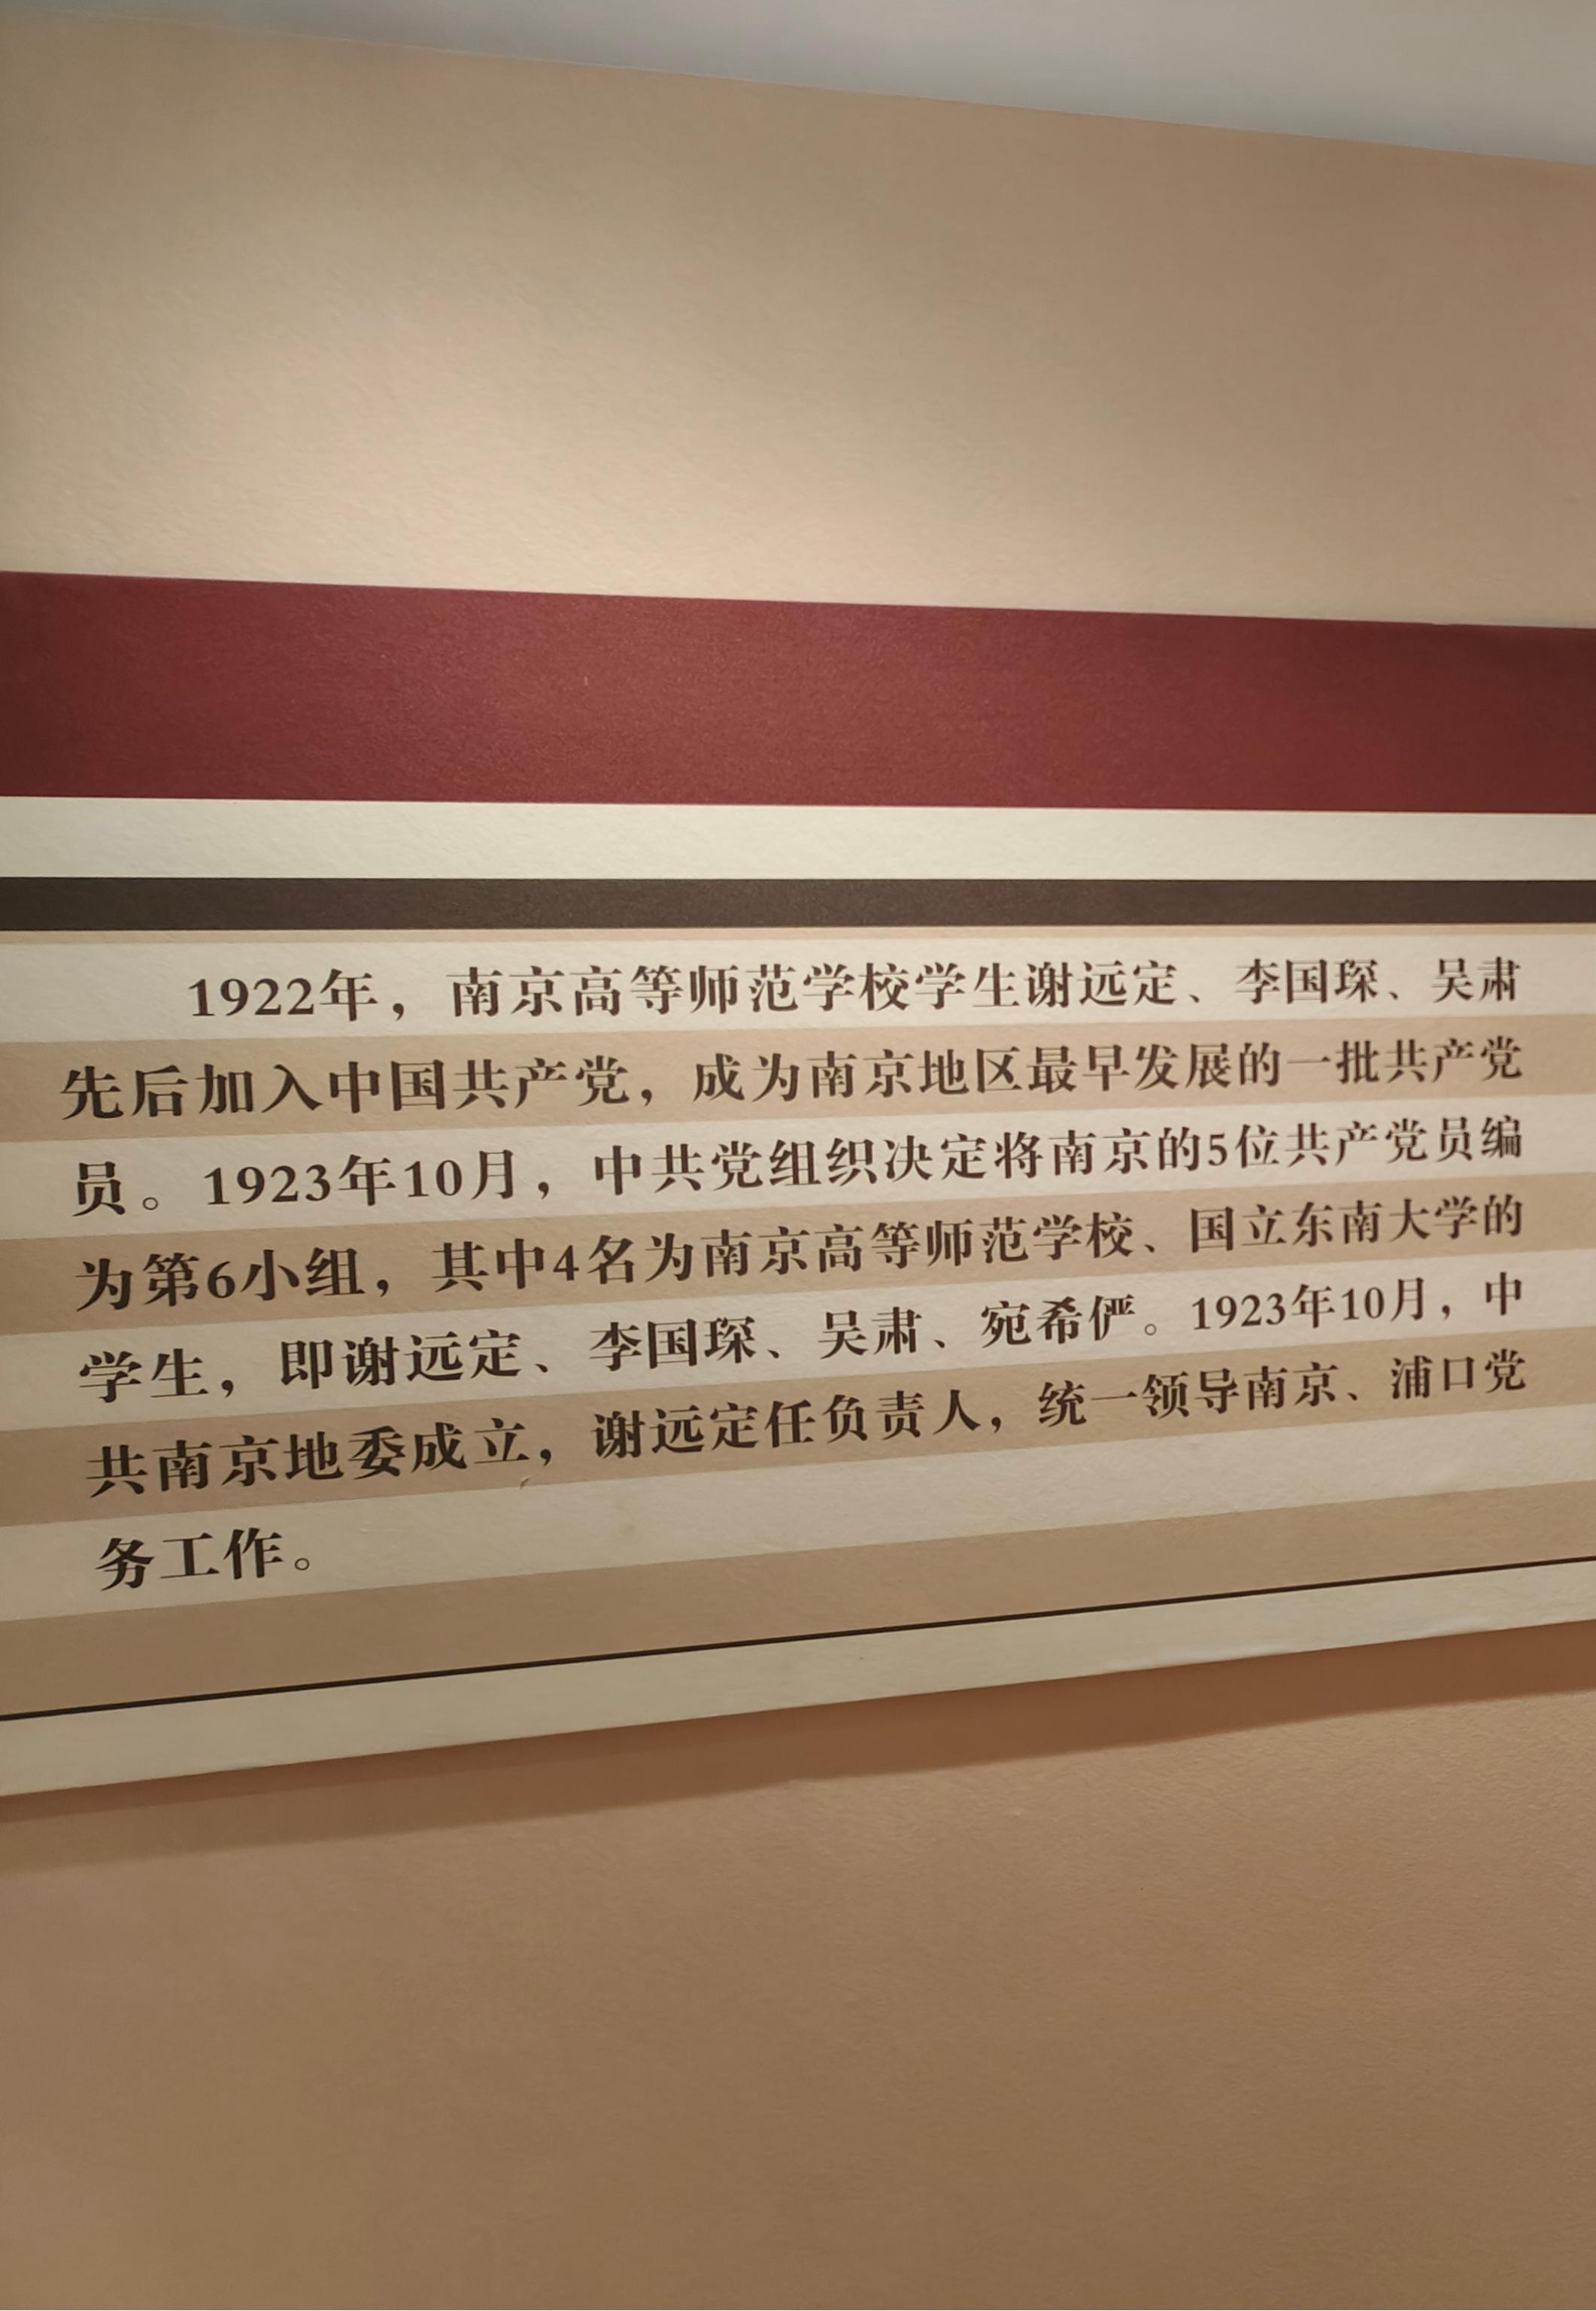 1922年，南京高等师范学校学生谢远定、李国琛、吴肃
先后加入中国共产党，成为南京地区最早发展的一批共产党
员。1923年10月，中共党组织决定将南京的5位共产党员编
为第6小组，其中4名为南京高等师范学校、国立东南大学的
学生，即谢远定、李国琛、吴肃、宛希俨。1923年10月，中
共南京地委成立，谢远定任负责人，统一领导南京、浦口党
务工作。